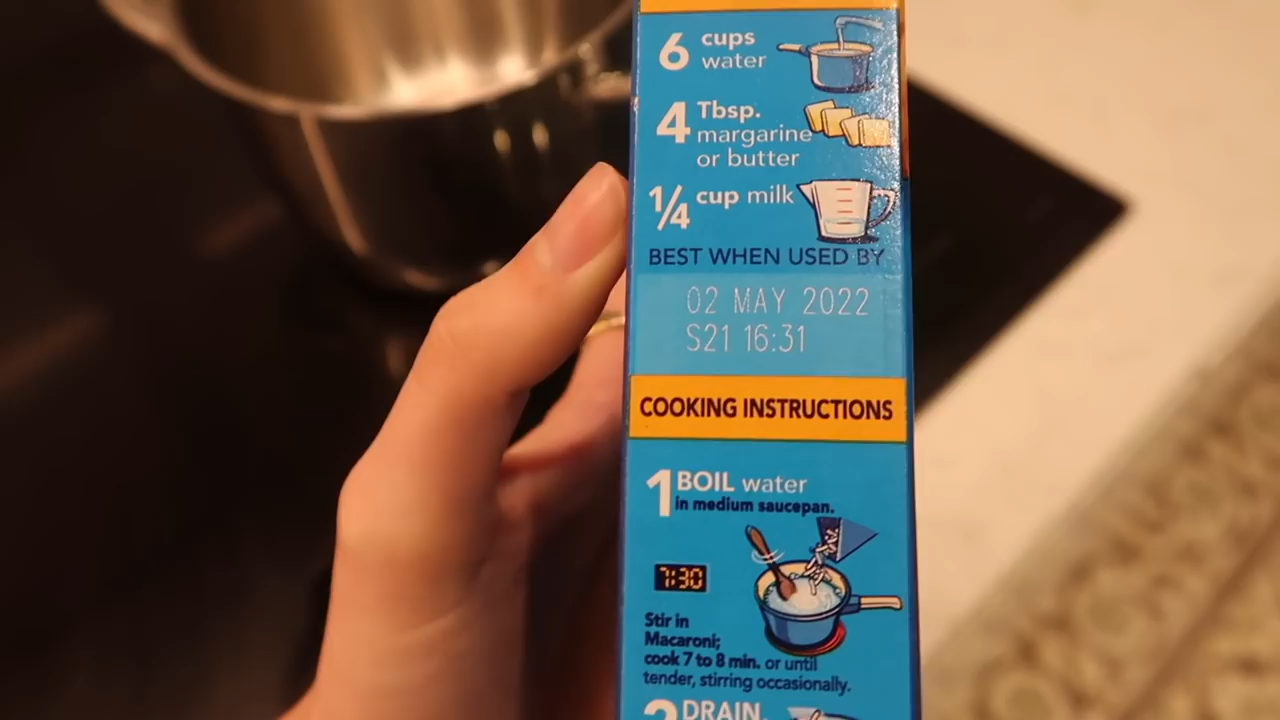 6 cups
water
4 Tbsp.
margarine
or butter
1/4 cup milk
BEST WHEN USED BY
02 MAY 2022
S21 16:31
COOKING INSTRUCTIONS
1 BOIL water
in medium saucepan.
7:30
Stir in
Macaroni;
cook 7 to 8 min. or until
tender, stirring occasionally.
2 DRAIN.